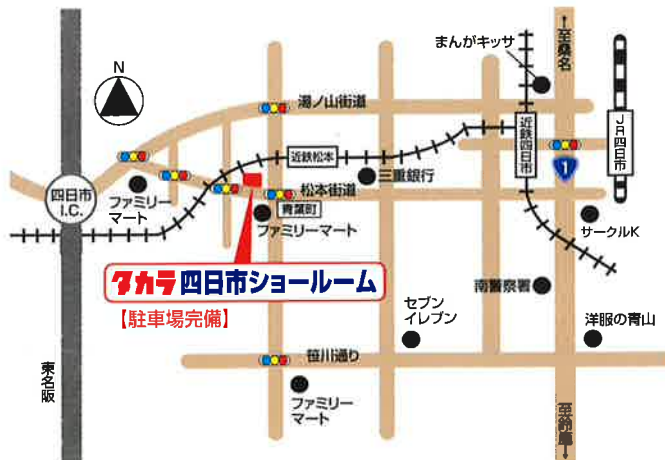 ↑至桑名
まんがキッサ
N
湯ノ山街道
近鉄松本
近鉄四日市
JR四日市
1
三重銀行
四日市
I.C.
ファミリー
マート
松本街道
青葉町
ファミリーマート
サークルK
タカラ四日市ショールーム
【駐車場完備】
南警察署
セブン
イレブン
洋服の青山
笹川通り
東名阪
ファミリー
マート
至鈴鹿↓